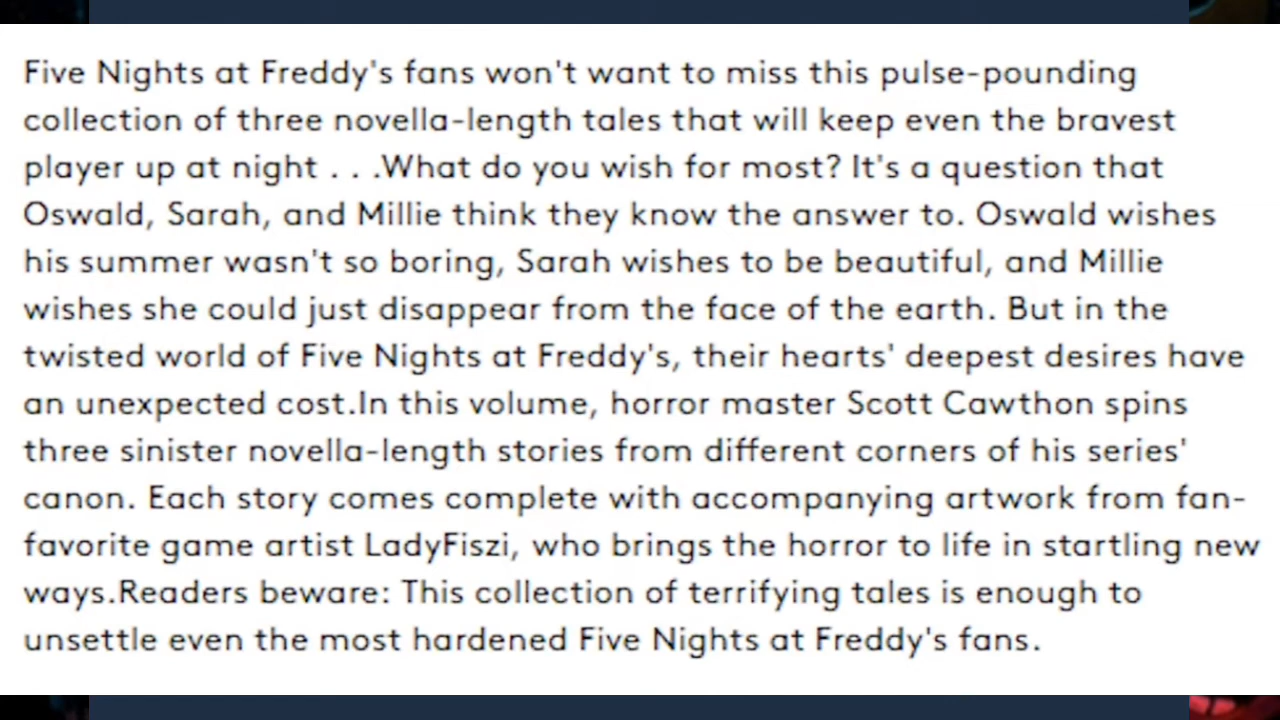 Five Nights at Freddy's fans won't want to miss this pulse-pounding
collection of three novella-length tales that will keep even the bravest
player up at night . . .What do you wish for most? It's a question that
Oswald, Sarah, and Millie think they know the answer to. Oswald wishes
his summer wasn't so boring, Sarah wishes to be beautiful, and Millie
wishes she could just disappear from the face of the earth. But in the
twisted world of Five Nights at Freddy's, their hearts' deepest desires have
an unexpected cost.In this volume, horror master Scott Cawthon spins
three sinister novella-length stories from different corners of his series'
canon. Each story comes complete with accompanying artwork from fan-
favorite game artist LadyFiszi, who brings the horror to life in startling new
ways.Readers beware: This collection of terrifying tales is enough to
unsettle even the most hardened Five Nights at Freddy's fans.